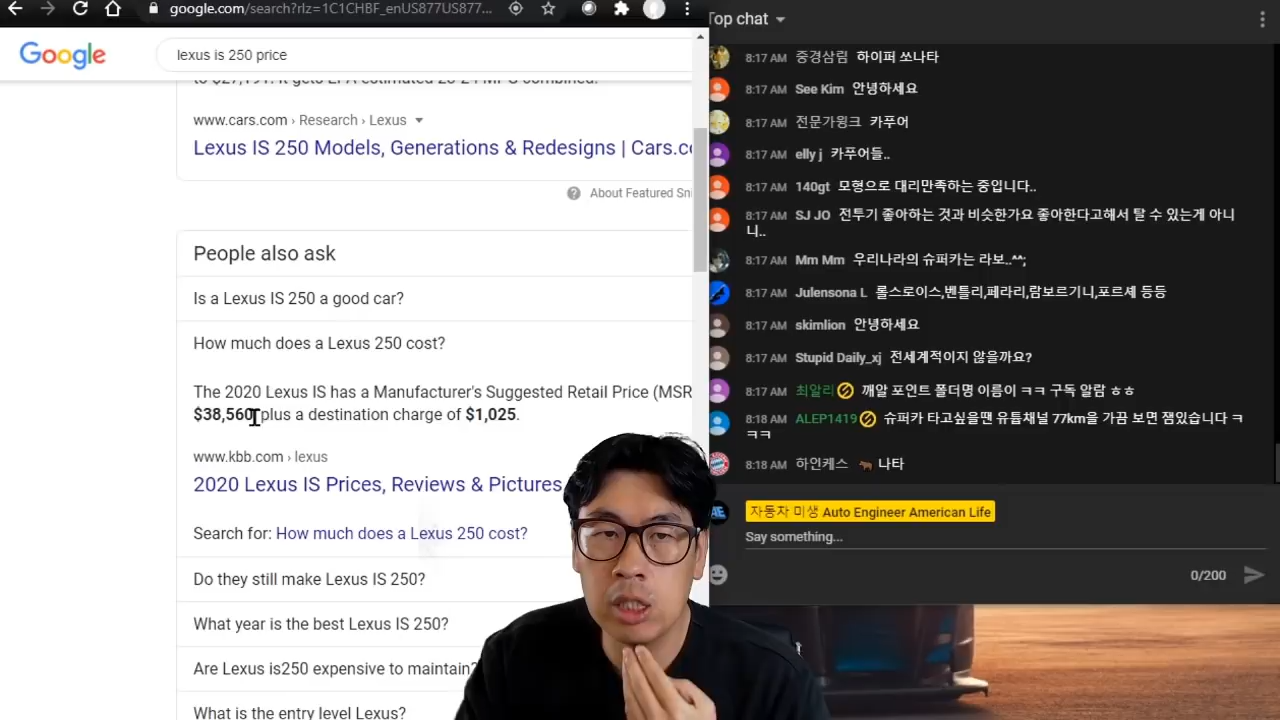 google.com/search?rlz=1C1CHBF_enUS877US877...
Google
lexus is 250 price
www.cars.com › Research › Lexus
Lexus IS 250 Models, Generations & Redesigns | Cars.co
About Featured Sni
People also ask
Is a Lexus IS 250 a good car?
How much does a Lexus 250 cost?
The 2020 Lexus IS has a Manufacturer's Suggested Retail Price (MSR
$38,560 plus a destination charge of $1,025.
www.kbb.com › lexus
2020 Lexus IS Prices, Reviews & Pictures
Search for: How much does a Lexus 250 cost?
Do they still make Lexus IS 250?
What year is the best Lexus IS 250?
Are Lexus is250 expensive to maintain?
What is the entry level Lexus?
Top chat
8:17 AM 중경삼림 하이퍼 쏘나타
8:17 AM See Kim 안녕하세요
8:17 AM 전문가윙크 카푸어
8:17 AM elly j 카푸어들..
8:17 AM 140gt 모형으로 대리만족하는 중입니다..
8:17 AM SJ JO 전투기 좋아하는 것과 비슷한가요 좋아한다고해서 탈 수 있는게 아니
니..
8:17 AM Mm Mm 우리나라의 슈퍼카는 라보..^^;
8:17 AM Julensona L 롤스로이스,벤틀리,페라리,람보르기니,포르셰 등등
8:17 AM skimlion 안녕하세요
8:17 AM Stupid Daily_xj 전세계적이지 않을까요?
8:17 AM 최알리 깨알 포인트 폴더명 이름이 ㅋㅋ 구독 알람 ㅎㅎ
8:18 AM ALEP1419 슈퍼카 타고싶을땐 유튭채널 77km을 가끔 보면 잼있습니다 ㅋ
ㅋㅋ
8:18 AM 하인케스 🐂 나타
AE
자동차 미생 Auto Engineer American Life
Say something...
0/200